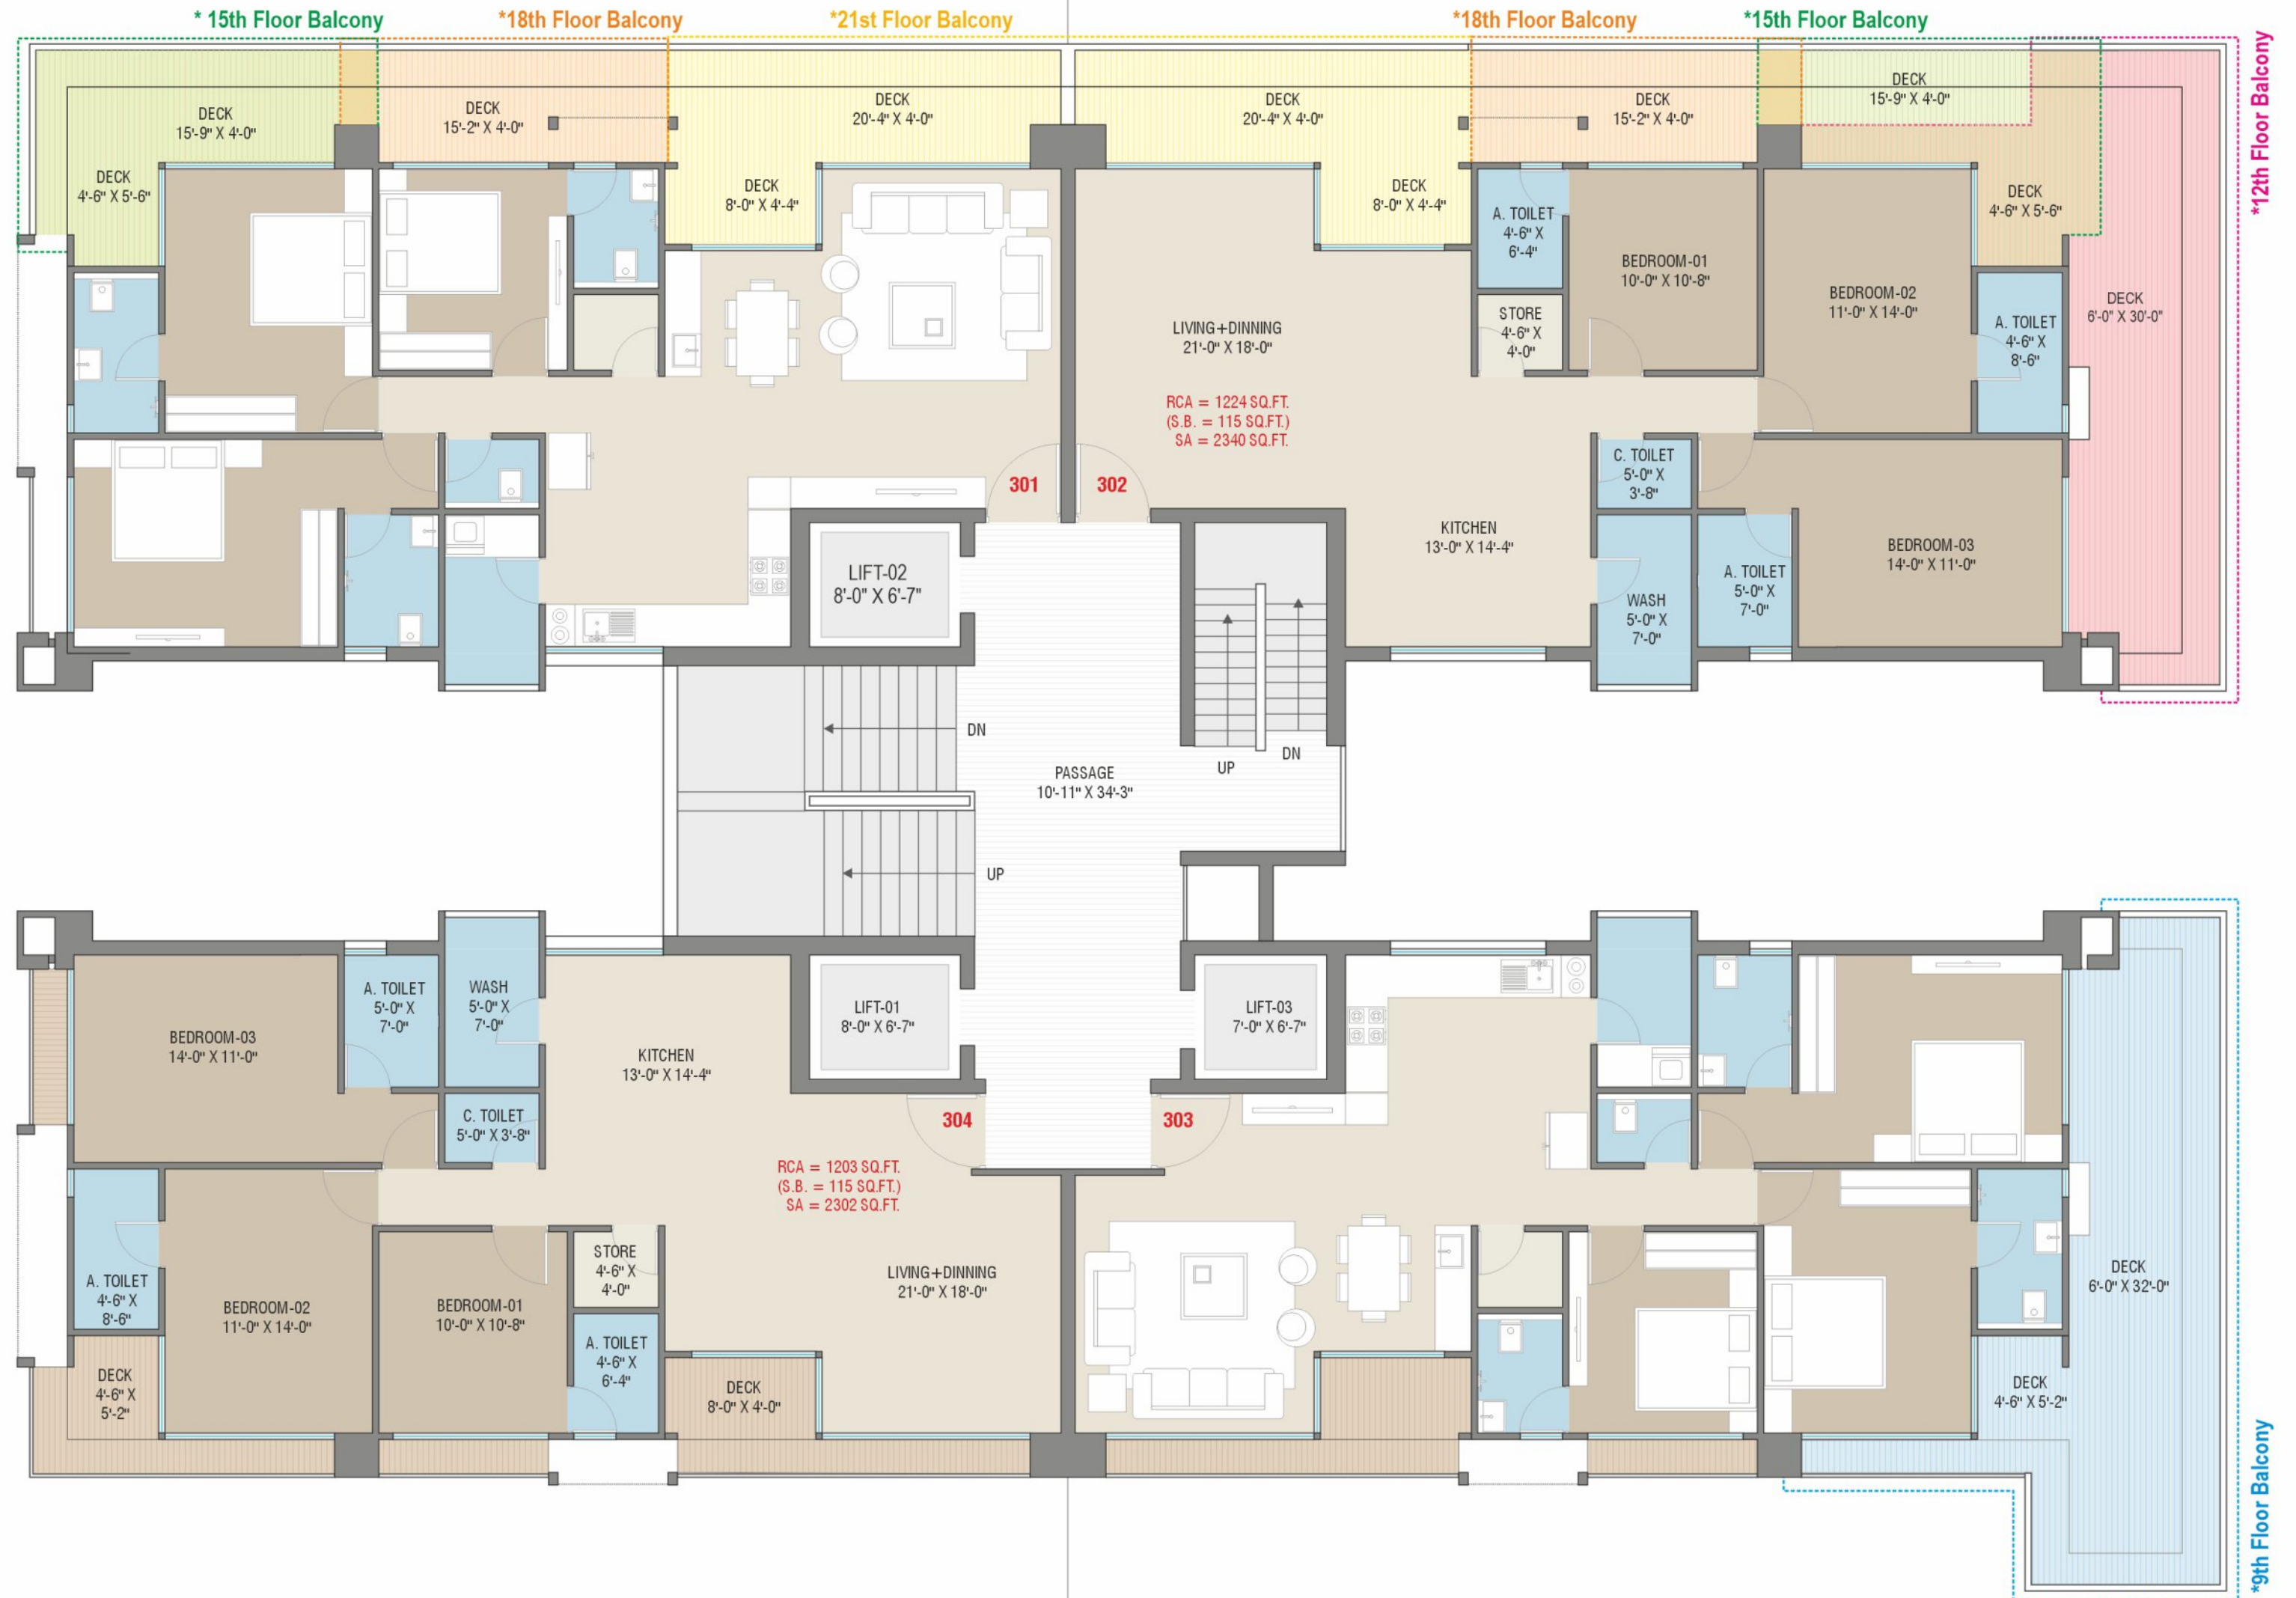 * 15th Floor Balcony
*18th Floor Balcony
*21st Floor Balcony
*18th Floor Balcony
*15th Floor Balcony
*12th Floor Balcony
DECK
15'-9" X 4'-0"
DECK
15'-2" X 4'-0"
DECK
20'-4" X 4'-0"
DECK
20'-4" X 4'-0"
DECK
15'-2" X 4'-0"
DECK
15'-9" X 4'-0"
DECK
4'-6" X 5'-6"
DECK
8'-0" X 4'-4"
DECK
8'-0" X 4'-4"
A. TOILET
4'-6" X
6'-4"
DECK
4'-6" X 5'-6"
BEDROOM-01
10'-0" X 10'-8"
BEDROOM-02
11'-0" X 14'-0"
DECK
6'-0" X 30'-0"
LIVING+DINNING
21'-0" X 18'-0"
STORE
4'-6" X
4'-0"
A. TOILET
4'-6" X
8'-6"
RCA = 1224 SQ.FT.
(S.B. = 115 SQ.FT.)
SA = 2340 SQ.FT.
301
302
C. TOILET
5'-0" X
3'-8"
KITCHEN
13'-0" X 14'-4"
BEDROOM-03
14'-0" X 11'-0"
LIFT-02
8'-0" X 6'-7"
A. TOILET
5'-0" X
7'-0"
WASH
5'-0" X
7'-0"
DN
UP
DN
PASSAGE
10'-11" X 34'-3"
UP
A. TOILET
5'-0" X
7'-0"
WASH
5'-0" X
7'-0"
LIFT-01
8'-0" X 6'-7"
LIFT-03
7'-0" X 6'-7"
BEDROOM-03
14'-0" X 11'-0"
KITCHEN
13'-0" X 14'-4"
C. TOILET
5'-0" X 3'-8"
304
303
RCA = 1203 SQ.FT.
(S.B. = 115 SQ.FT.)
SA = 2302 SQ.FT.
A. TOILET
4'-6" X
8'-6"
BEDROOM-02
11'-0" X 14'-0"
BEDROOM-01
10'-0" X 10'-8"
STORE
4'-6" X
4'-0"
LIVING+DINNING
21'-0" X 18'-0"
DECK
6'-0" X 32'-0"
A. TOILET
4'-6" X
6'-4"
DECK
4'-6" X
5'-2"
DECK
8'-0" X 4'-0"
DECK
4'-6" X 5'-2"
*9th Floor Balcony